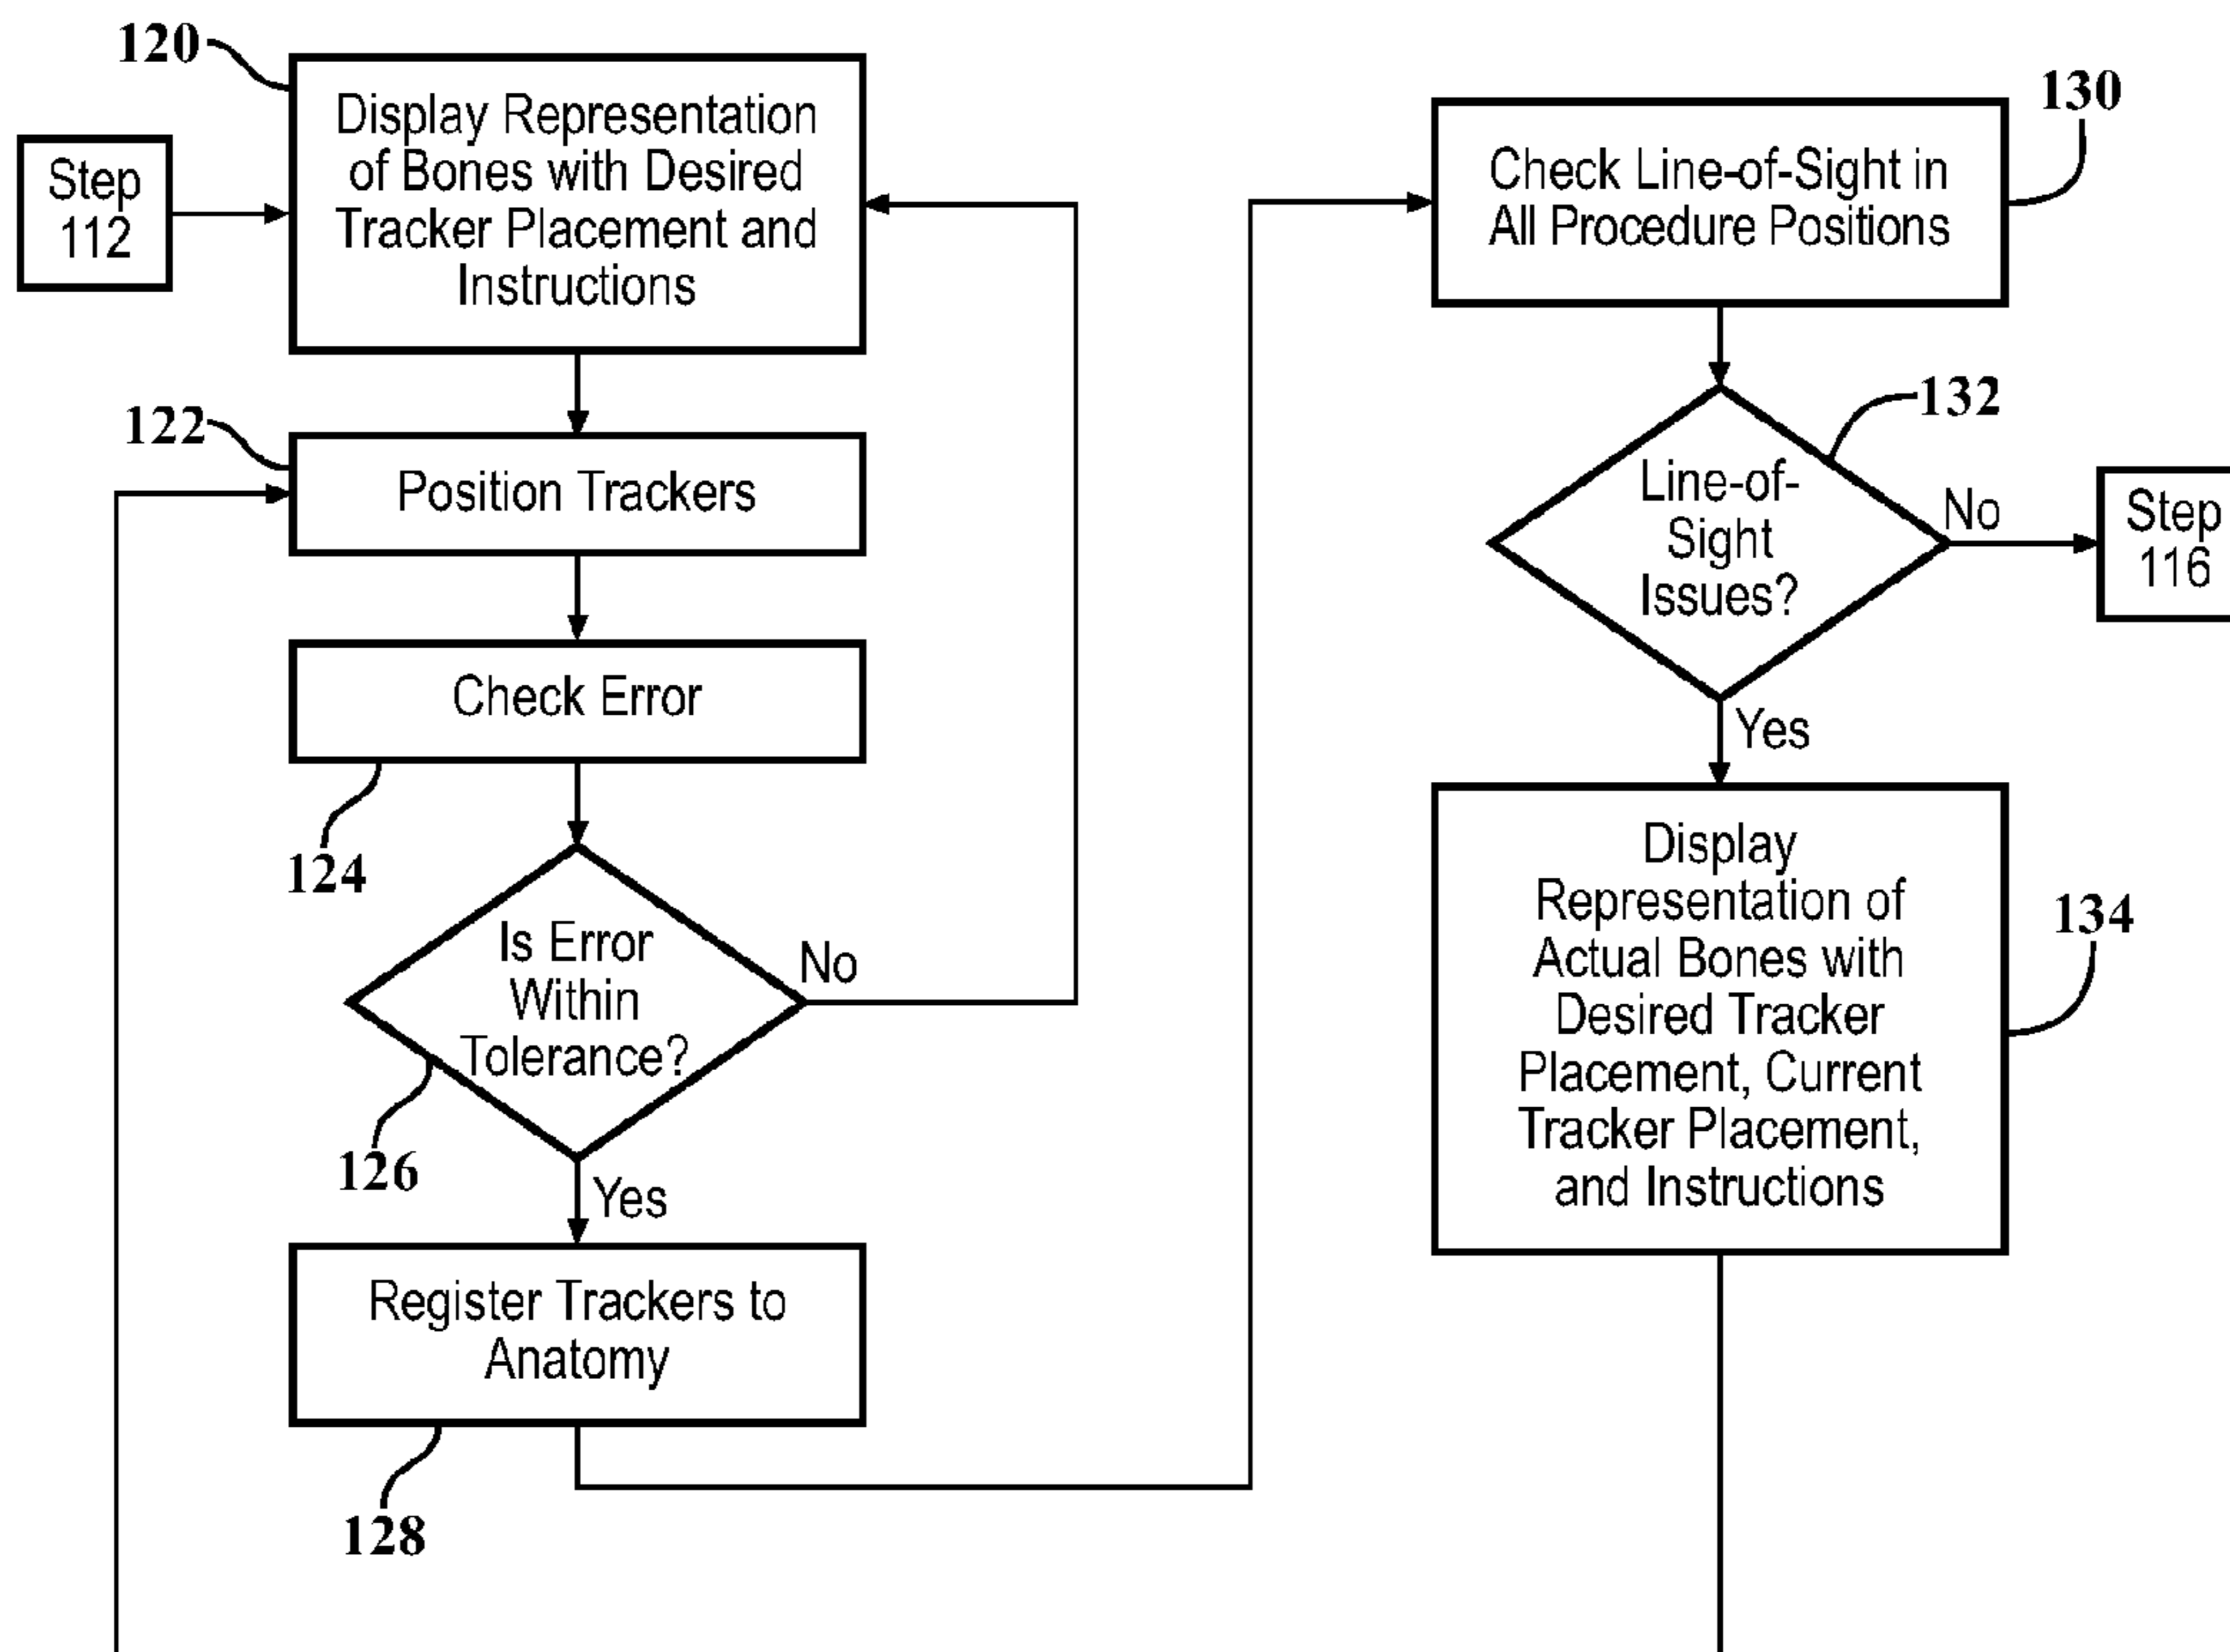 120
Display Representation
of Bones with Desired
Tracker Placement and
Instructions
Step
112
122
Position Trackers
Check Error
124
Is Error
Within
Tolerance?
No
126
Yes
Register Trackers to
Anatomy
128
130
Check Line-of-Sight in
All Procedure Positions
132
Line-of-
Sight
Issues?
No
Step
116
Yes
Display
Representation of
Actual Bones with
Desired Tracker
Placement, Current
Tracker Placement,
and Instructions
134